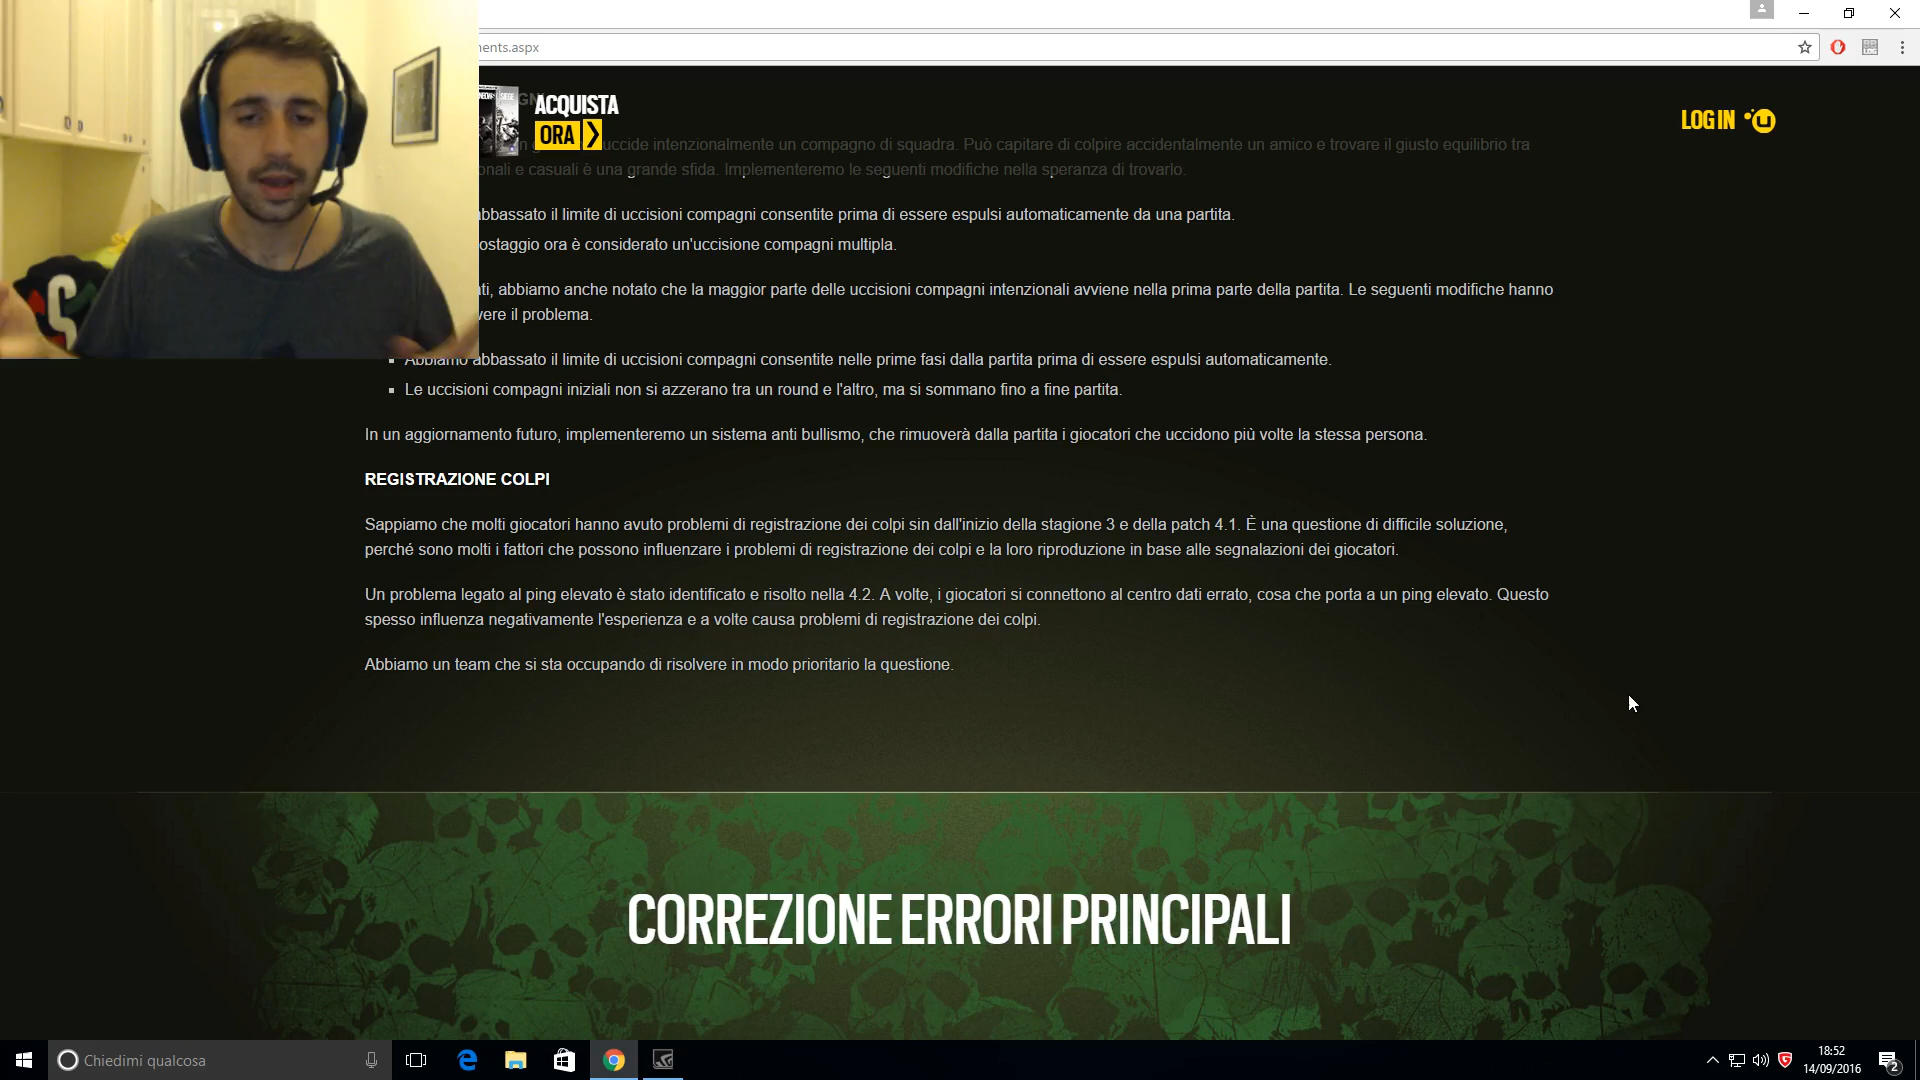 ents.aspx
ACQUISTA
ORA
LOG IN
uccide intenzionalmente un compagno di squadra. Può capitare di colpire accidentalmente un amico e trovare il giusto equilibrio tra
onali e casuali è una grande sfida. Implementeremo le seguenti modifiche nella speranza di trovarlo.
abbassato il limite di uccisioni compagni consentite prima di essere espulsi automaticamente da una partita.
ostaggio ora è considerato un'uccisione compagni multipla.
ti, abbiamo anche notato che la maggior parte delle uccisioni compagni intenzionali avviene nella prima parte della partita. Le seguenti modifiche hanno
vere il problema.
Abbiamo abbassato il limite di uccisioni compagni consentite nelle prime fasi dalla partita prima di essere espulsi automaticamente.
Le uccisioni compagni iniziali non si azzerano tra un round e l'altro, ma si sommano fino a fine partita.
In un aggiornamento futuro, implementeremo un sistema anti bullismo, che rimuoverà dalla partita i giocatori che uccidono più volte la stessa persona.
REGISTRAZIONE COLPI
Sappiamo che molti giocatori hanno avuto problemi di registrazione dei colpi sin dall'inizio della stagione 3 e della patch 4.1. È una questione di difficile soluzione,
perché sono molti i fattori che possono influenzare i problemi di registrazione dei colpi e la loro riproduzione in base alle segnalazioni dei giocatori.
Un problema legato al ping elevato è stato identificato e risolto nella 4.2. A volte, i giocatori si connettono al centro dati errato, cosa che porta a un ping elevato. Questo
spesso influenza negativamente l'esperienza e a volte causa problemi di registrazione dei colpi.
Abbiamo un team che si sta occupando di risolvere in modo prioritario la questione.
CORREZIONE ERRORI PRINCIPALI
Chiedimi qualcosa
18:52
14/09/2016
2